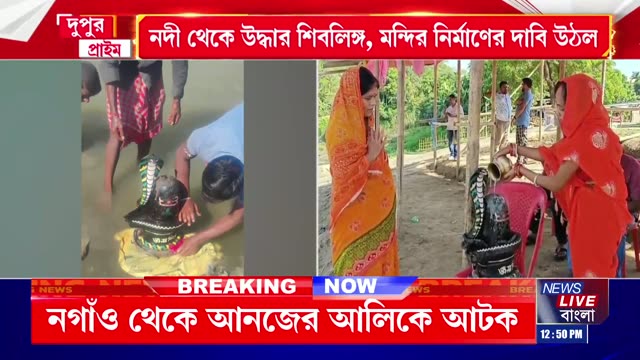 দুপুর
প্রাইম
নদী থেকে উদ্ধার শিবলিঙ্গ, মন্দির নির্মাণের দাবি উঠল
BREAKING NOW
নগাঁও থেকে আনজের আলিকে আটক
NEWS
LIVE
বাংলা
12:50 PM